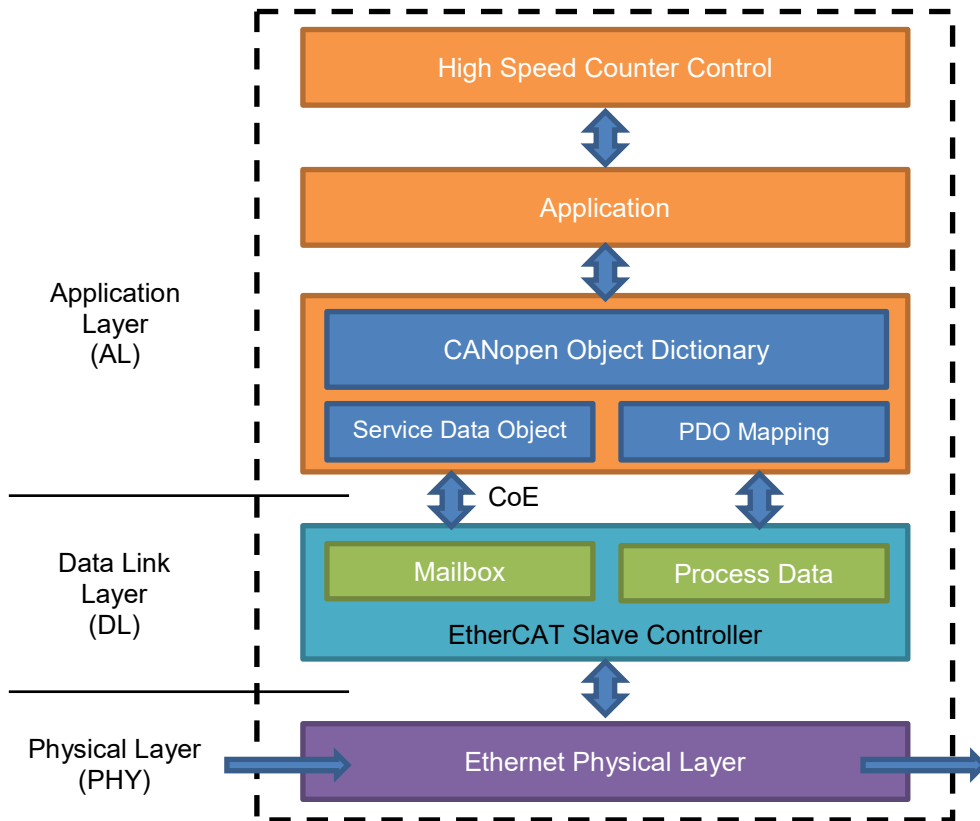 High Speed Counter Control
Application
Application
Layer
(AL)
CANopen Object Dictionary
Service Data Object
PDO Mapping
CoE
Data Link
Layer
(DL)
Mailbox
Process Data
EtherCAT Slave Controller
Physical Layer
(PHY)
Ethernet Physical Layer